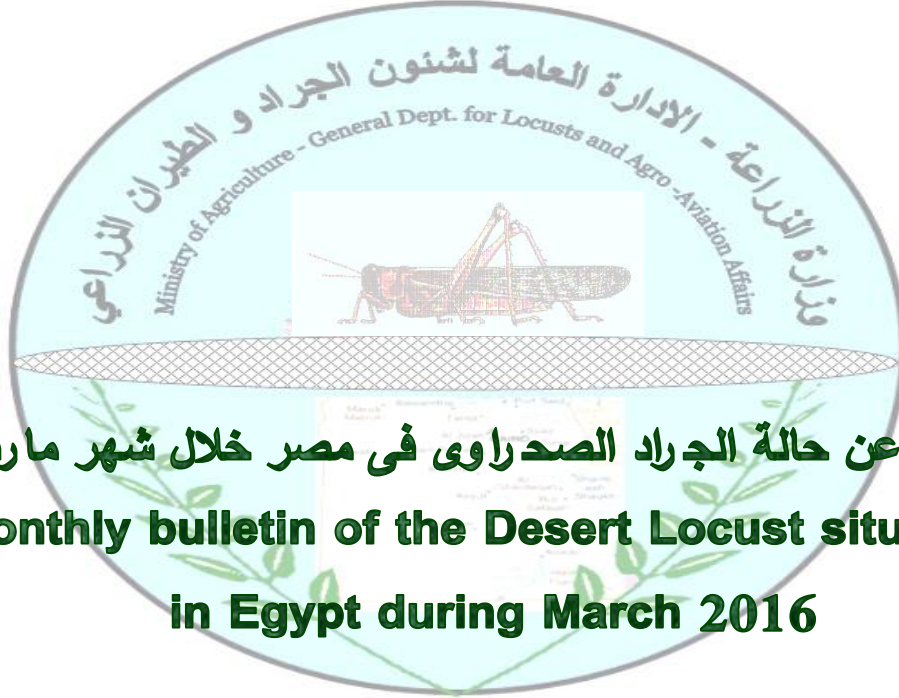 وزارة الزراعة - الادارة العامة لشئون الجراد و الطيران الزراعي
Ministry of Agriculture - General Dept. for Locusts and Agro -Aviation Affairs
عن حالة الجراد الصحراوى فى مصر خلال شهر مار
onthly bulletin of the Desert Locust situ
in Egypt during March 2016